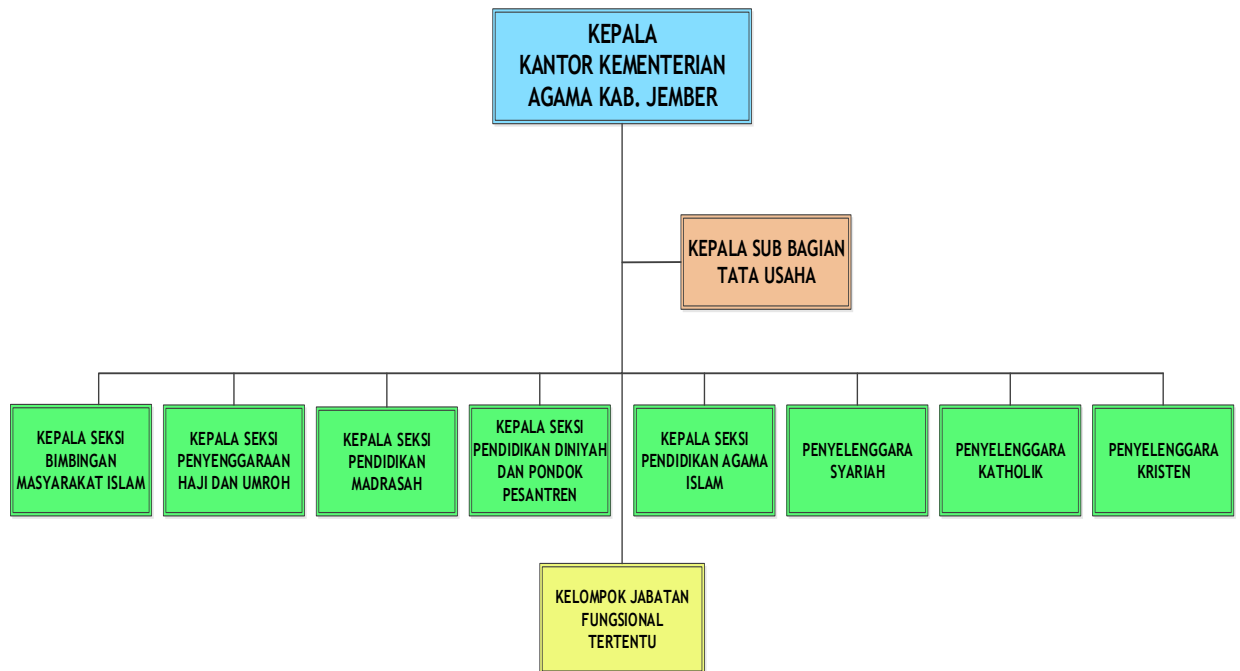 KEPALA
KANTOR KEMENTERIAN
AGAMA KAB. JEMBER
KEPALA SUB BAGIAN
TATA USAHA
KEPALA SEKSI
BIMBINGAN
MASYARAKAT ISLAM
KEPALA SEKSI
PENYENGGARAAN
HAJI DAN UMROH
KEPALA SEKSI
PENDIDIKAN
MADRASAH
KEPALA SEKSI
PENDIDIKAN DINIYAH
DAN PONDOK
PESANTREN
KEPALA SEKSI
PENDIDIKAN AGAMA
ISLAM
PENYELENGGARA
SYARIAH
PENYELENGGARA
KATHOLIK
PENYELENGGARA
KRISTEN
KELOMPOK JABATAN
FUNGSIONAL
TERTENTU